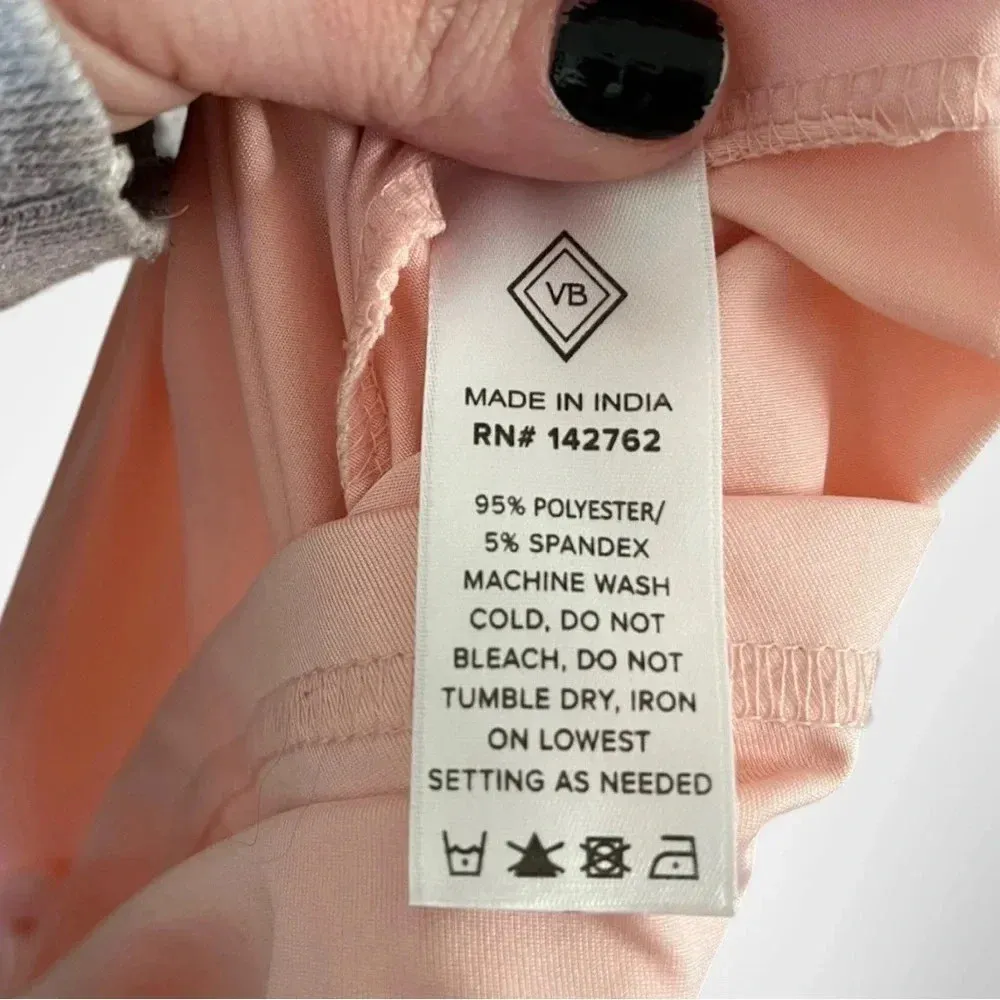 VB
MADE IN INDIA
RN# 142762
95% POLYESTER/
5% SPANDEX
MACHINE WASH
COLD, DO NOT
BLEACH, DO NOT
TUMBLE DRY, IRON
ON LOWEST
SETTING AS NEEDED